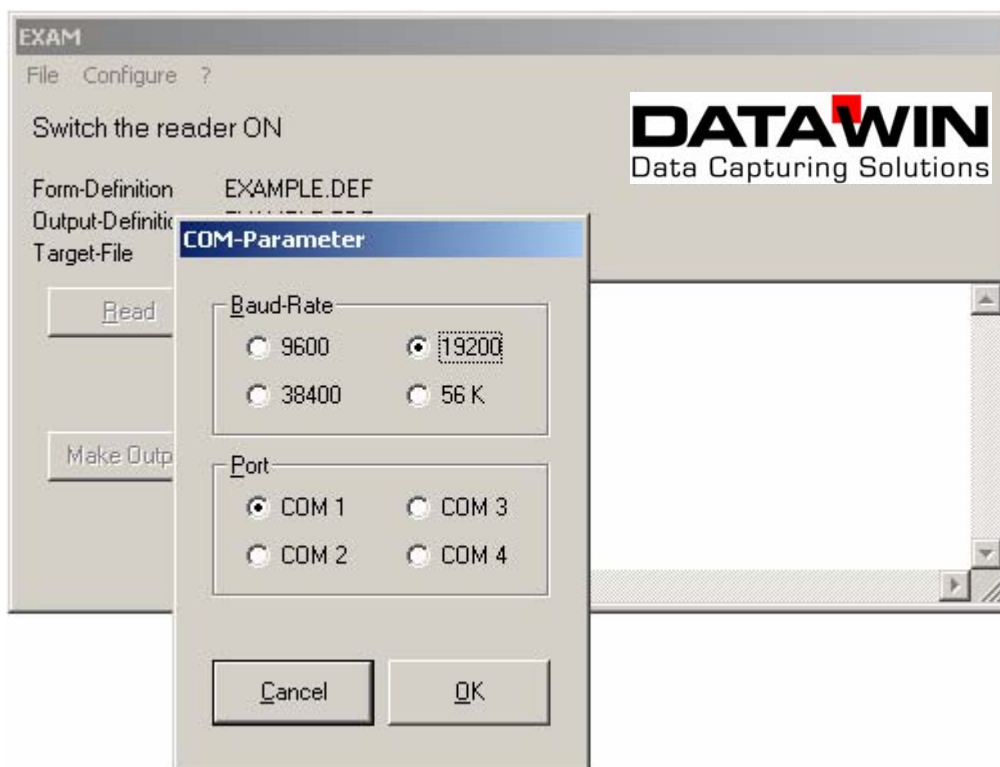 EXAM
File Configure ?
Switch the reader ON
DATAWIN
Data Capturing Solutions
Form-Definition EXAMPLE.DEF
Output-Definitio
Target-File
COM-Parameter
Read
Baud-Rate
9600 19200
38400 56 K
Make Outp
Port
COM 1 COM 3
COM 2 COM 4
Cancel OK